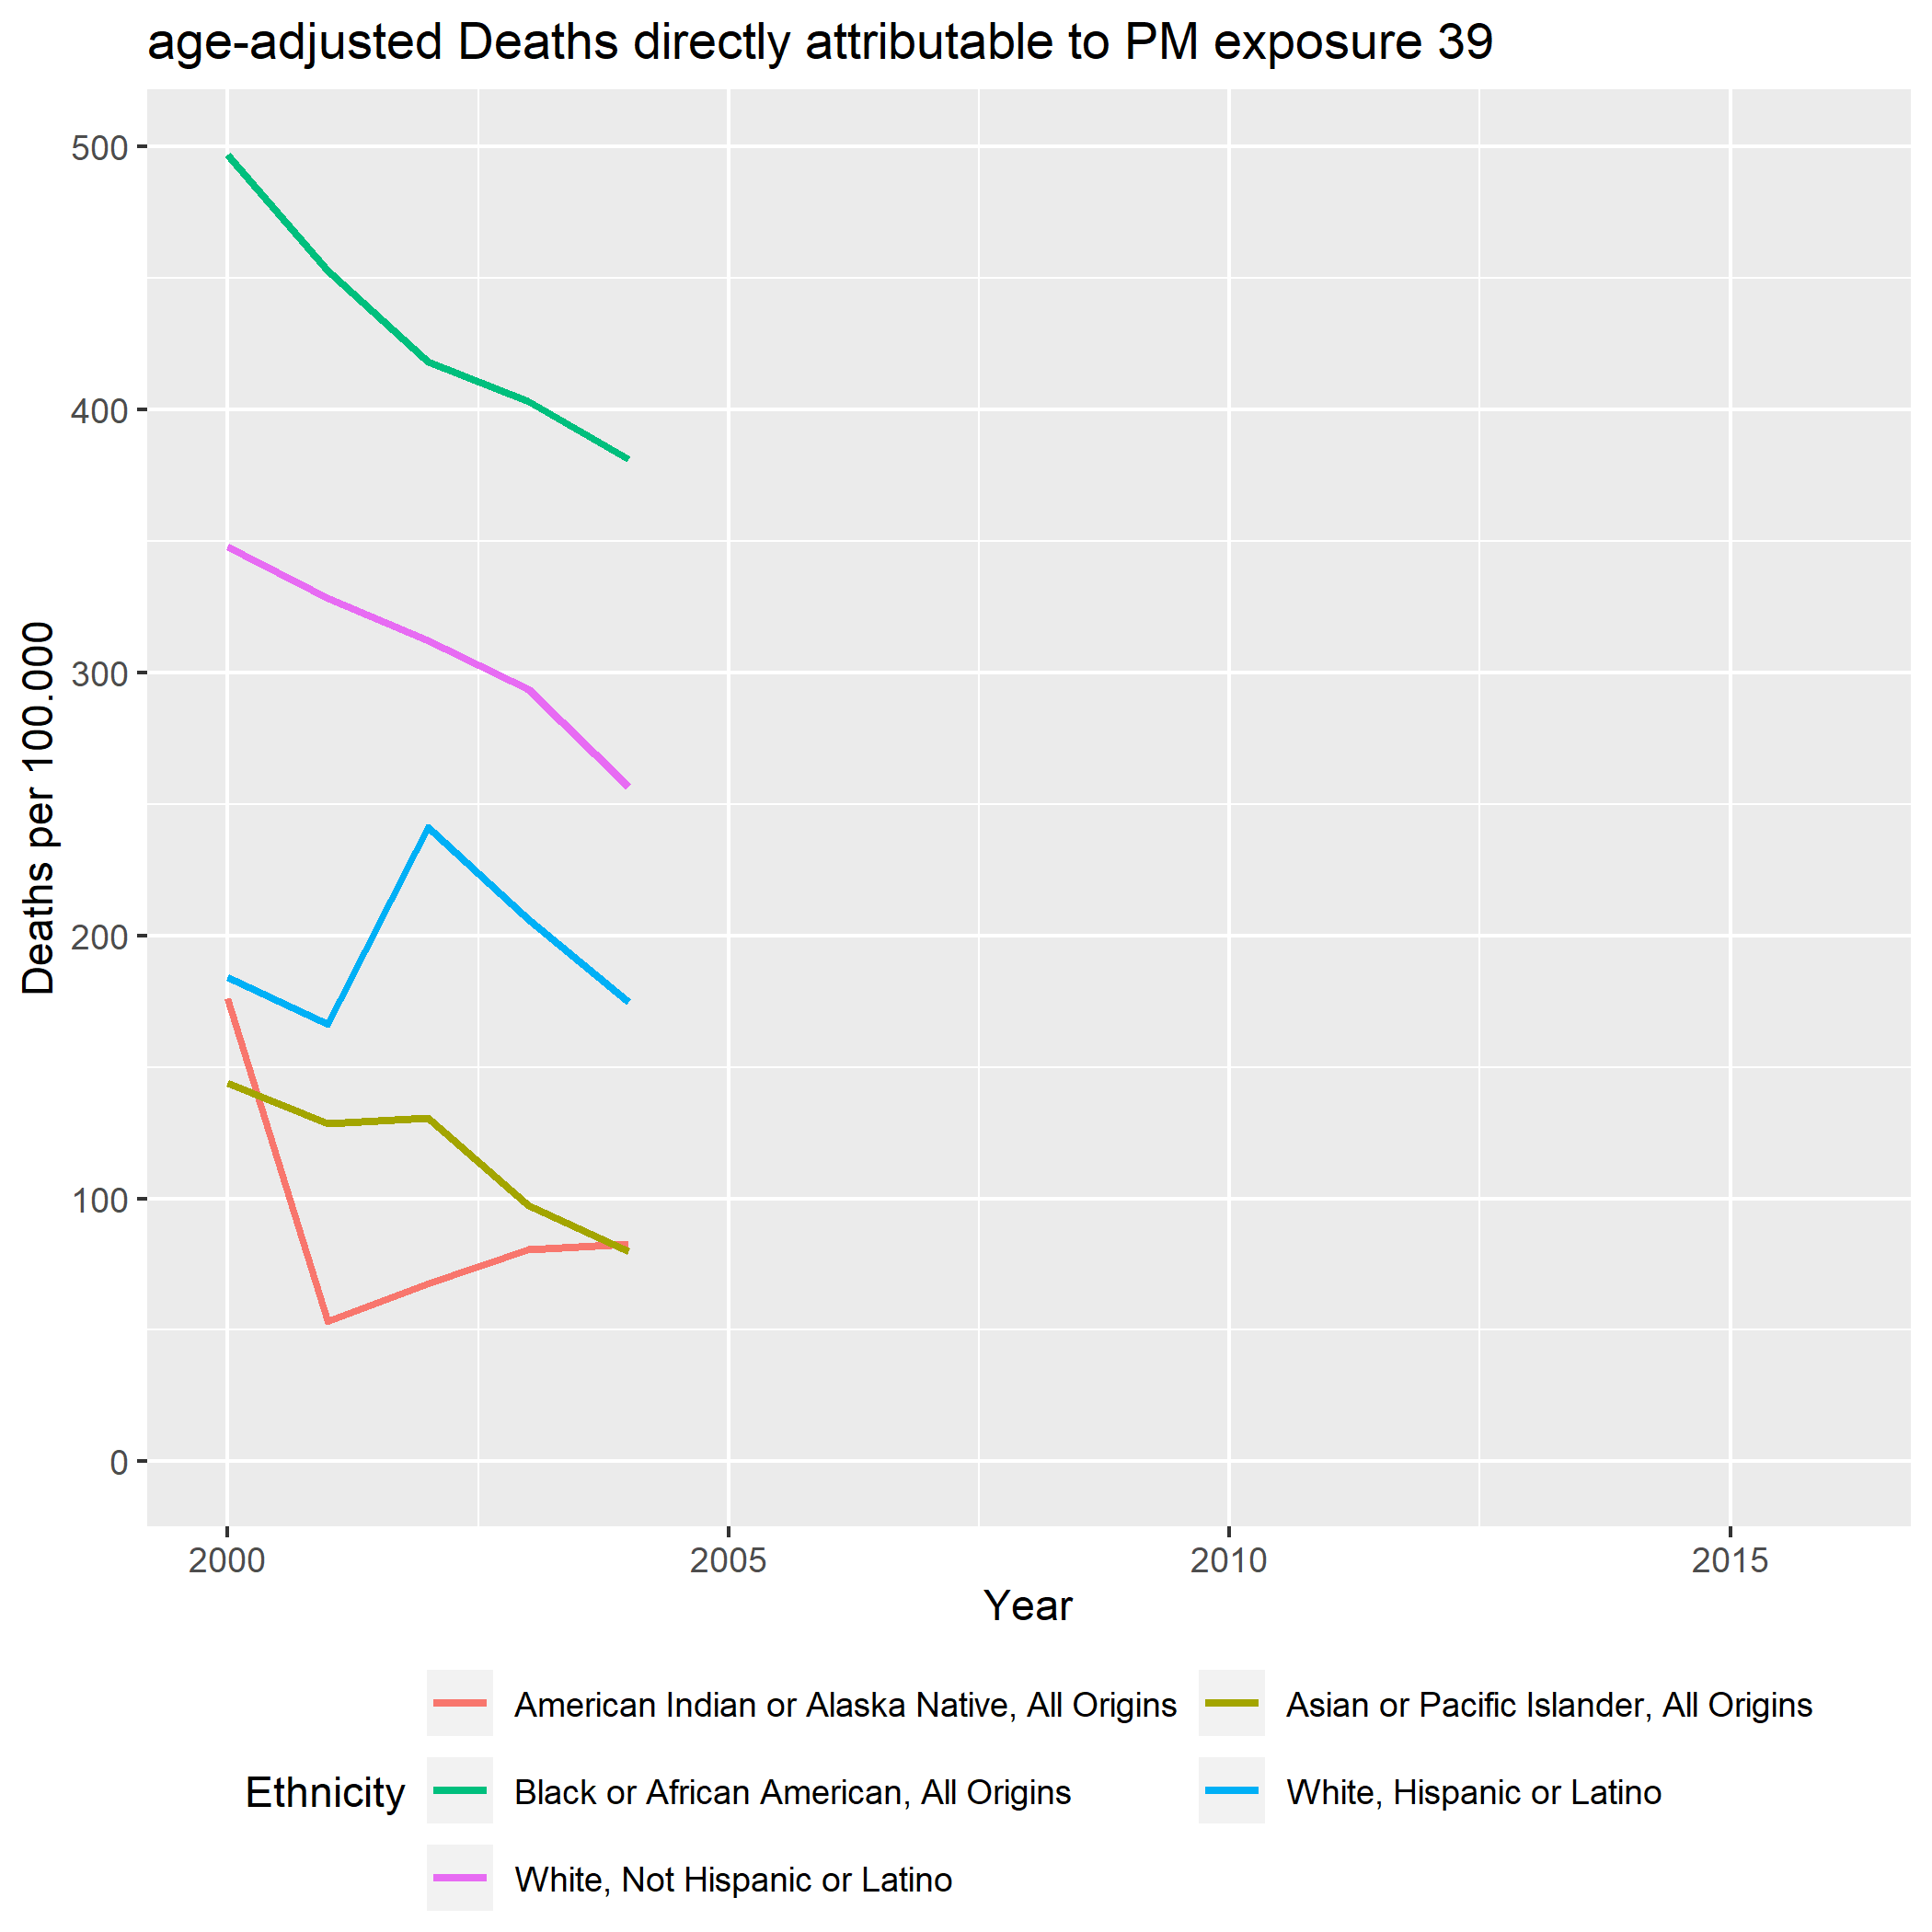 age-adjusted Deaths directly attributable to PM exposure 39
Deaths per 100.000
500
400
300
200
100
0
2000 2005 2010 2015
Year
Ethnicity
American Indian or Alaska Native, All Origins
Asian or Pacific Islander, All Origins
Black or African American, All Origins
White, Hispanic or Latino
White, Not Hispanic or Latino